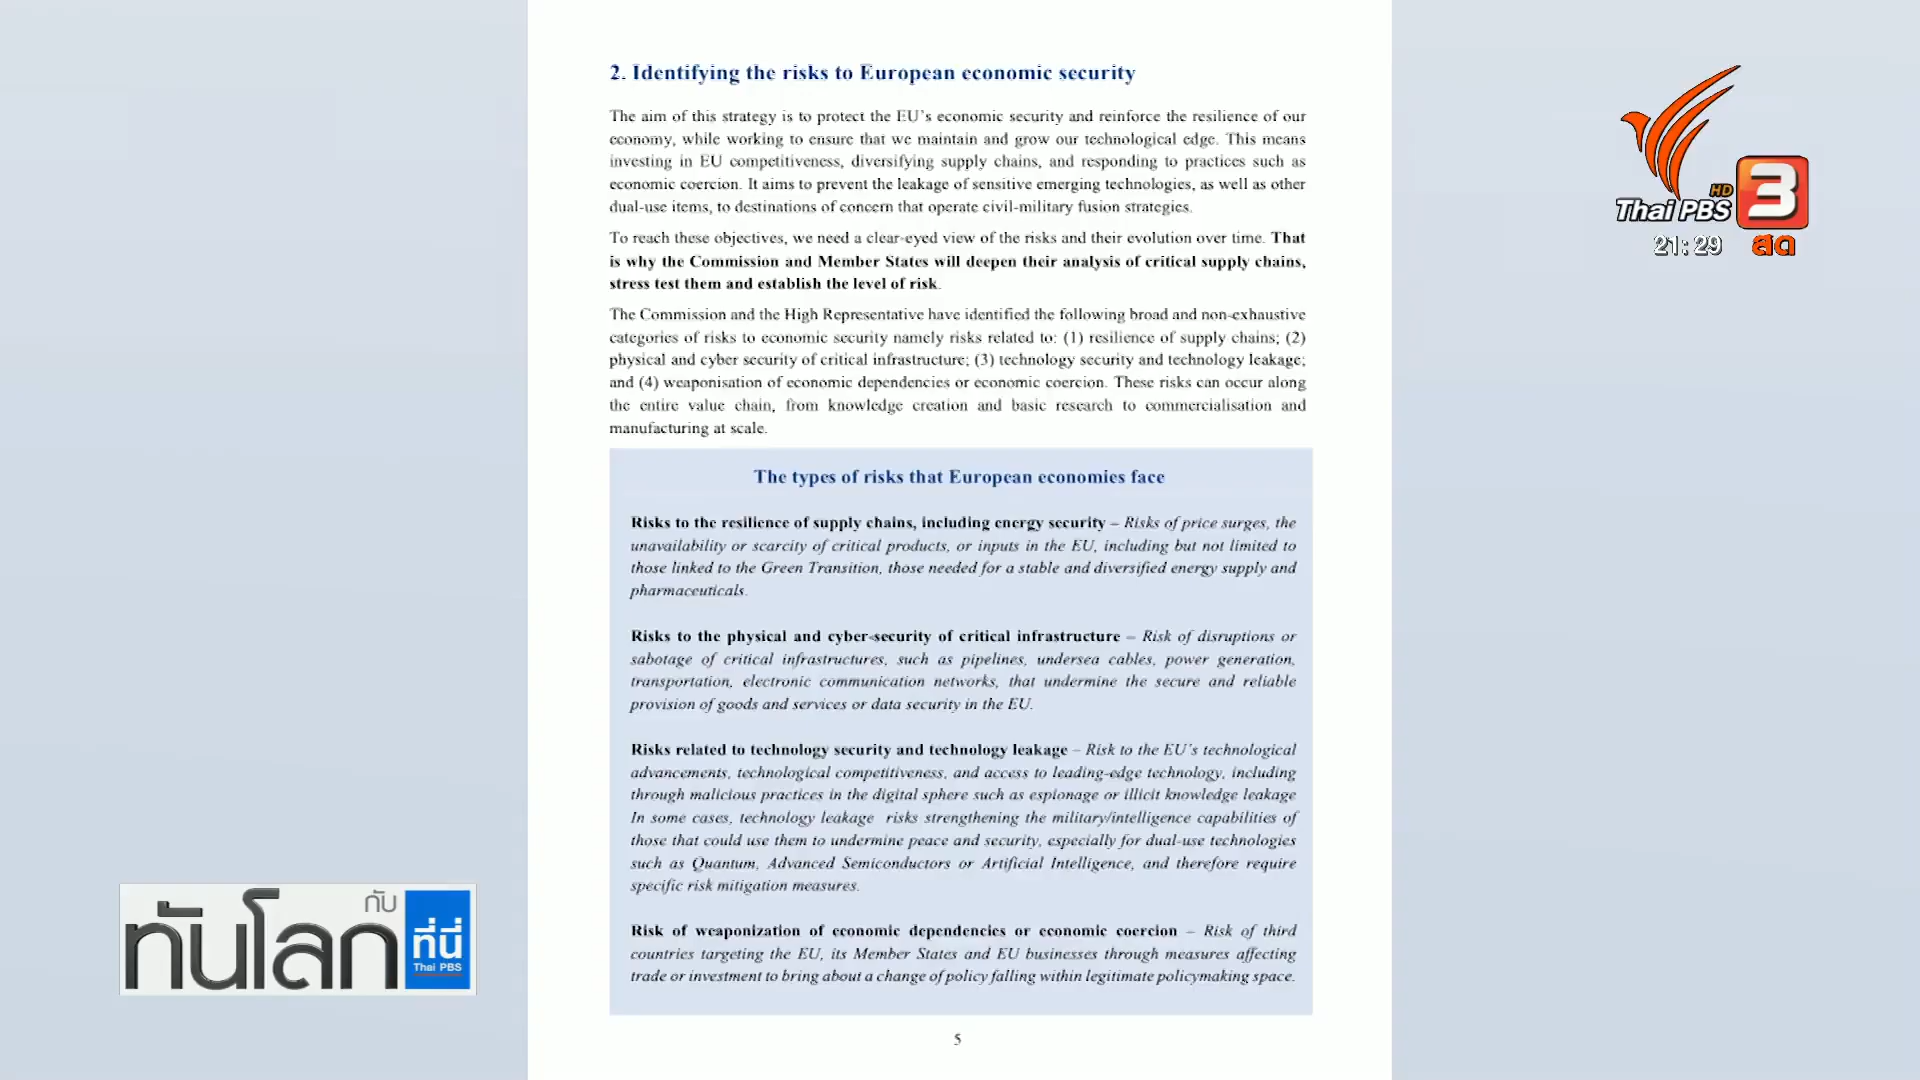 2. Identifying the risks to European economic security
The aim of this strategy is to protect the EU's economic security and reinforce the resilience of our
economy, while working to ensure that we maintain and grow our technological edge. This means
investing in EU competitiveness, diversifying supply chains, and responding to practices such as
economic coercion. It aims to prevent the leakage of sensitive emerging technologies, as well as other
dual-use items, to destinations of concern that operate civil-military fusion strategies.
To reach these objectives, we need a clear-eyed view of the risks and their evolution over time. That
is why the Commission and Member States will deepen their analysis of critical supply chains,
stress test them and establish the level of risk.
The Commission and the High Representative have identified the following broad and non-exhaustive
categories of risks to economic security namely risks related to: (1) resilience of supply chains; (2)
physical and cyber security of critical infrastructure; (3) technology security and technology leakage;
and (4) weaponisation of economic dependencies or economic coercion. These risks can occur along
the entire value chain, from knowledge creation and basic research to commercialisation and
manufacturing at scale.
The types of risks that European economies face
Risks to the resilience of supply chains, including energy security – Risks of price surges, the
unavailability or scarcity of critical products, or inputs in the EU, including but not limited to
those linked to the Green Transition, those needed for a stable and diversified energy supply and
pharmaceuticals.
Risks to the physical and cyber-security of critical infrastructure – Risk of disruptions or
sabotage of critical infrastructures, such as pipelines, undersea cables, power generation,
transportation, electronic communication networks, that undermine the secure and reliable
provision of goods and services or data security in the EU.
Risks related to technology security and technology leakage – Risk to the EU's technological
advancements, technological competitiveness, and access to leading-edge technology, including
through malicious practices in the digital sphere such as espionage or illicit knowledge leakage
In some cases, technology leakage risks strengthening the military/intelligence capabilities of
those that could use them to undermine peace and security, especially for dual-use technologies
such as Quantum, Advanced Semiconductors or Artificial Intelligence, and therefore require
specific risk mitigation measures.
Risk of weaponization of economic dependencies or economic coercion – Risk of third
countries targeting the EU, its Member States and EU businesses through measures affecting
trade or investment to bring about a change of policy falling within legitimate policymaking space.
5
Thai PBS HD 3
21:29 สด
ทันโลก กับ ที่นี่ Thai PBS